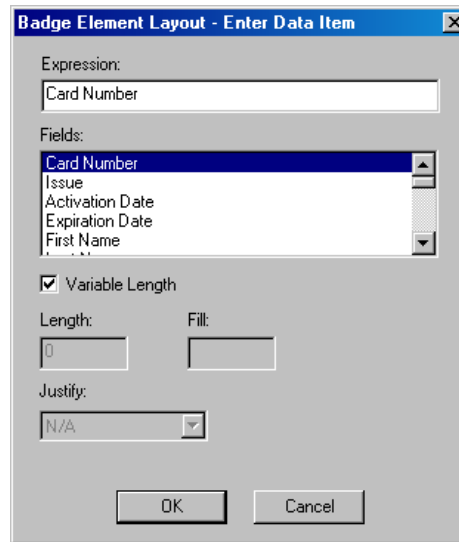 Badge Element Layout - Enter Data Item
Expression:
Card Number
Fields:
Card Number
Issue
Activation Date
Expiration Date
First Name
Variable Length
Length: Fill:
0
Justify:
N/A
OK Cancel